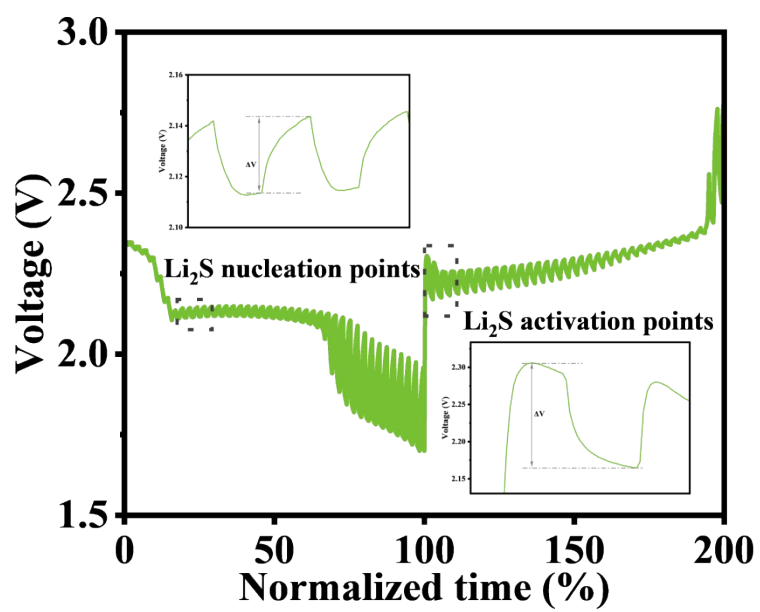 3.0
2.5
2.0
1.5
Voltage (V)
0
50
100
150
200
Normalized time (%)
2.16
2.14
2.12
2.10
Voltage (V)
ΔV
Li₂S nucleation points
Li₂S activation points
2.30
2.25
2.20
2.15
Voltage (V)
ΔV